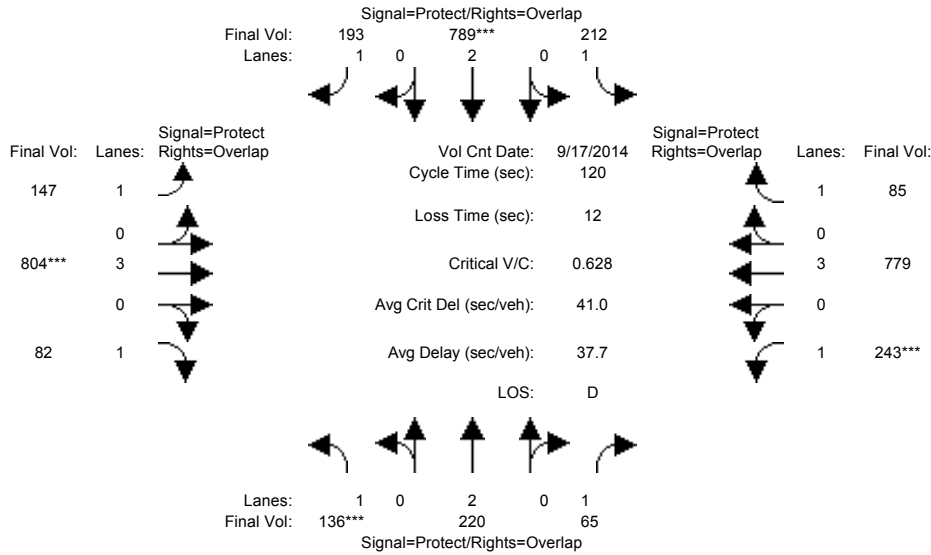 Signal=Protect/Rights=Overlap
Final Vol: 193 789*** 212
Lanes: 1 0 2 0 1
Signal=Protect Signal=Protect
Final Vol: Lanes: Rights=Overlap Vol Cnt Date: 9/17/2014 Rights=Overlap Lanes: Final Vol:
Cycle Time (sec): 120
147 1 1 85
Loss Time (sec): 12
0 0
804*** 3 Critical V/C: 0.628 3 779
0 Avg Crit Del (sec/veh): 41.0 0
82 1 Avg Delay (sec/veh): 37.7 1 243***
LOS: D
Lanes: 1 0 2 0 1
Final Vol: 136*** 220 65
Signal=Protect/Rights=Overlap